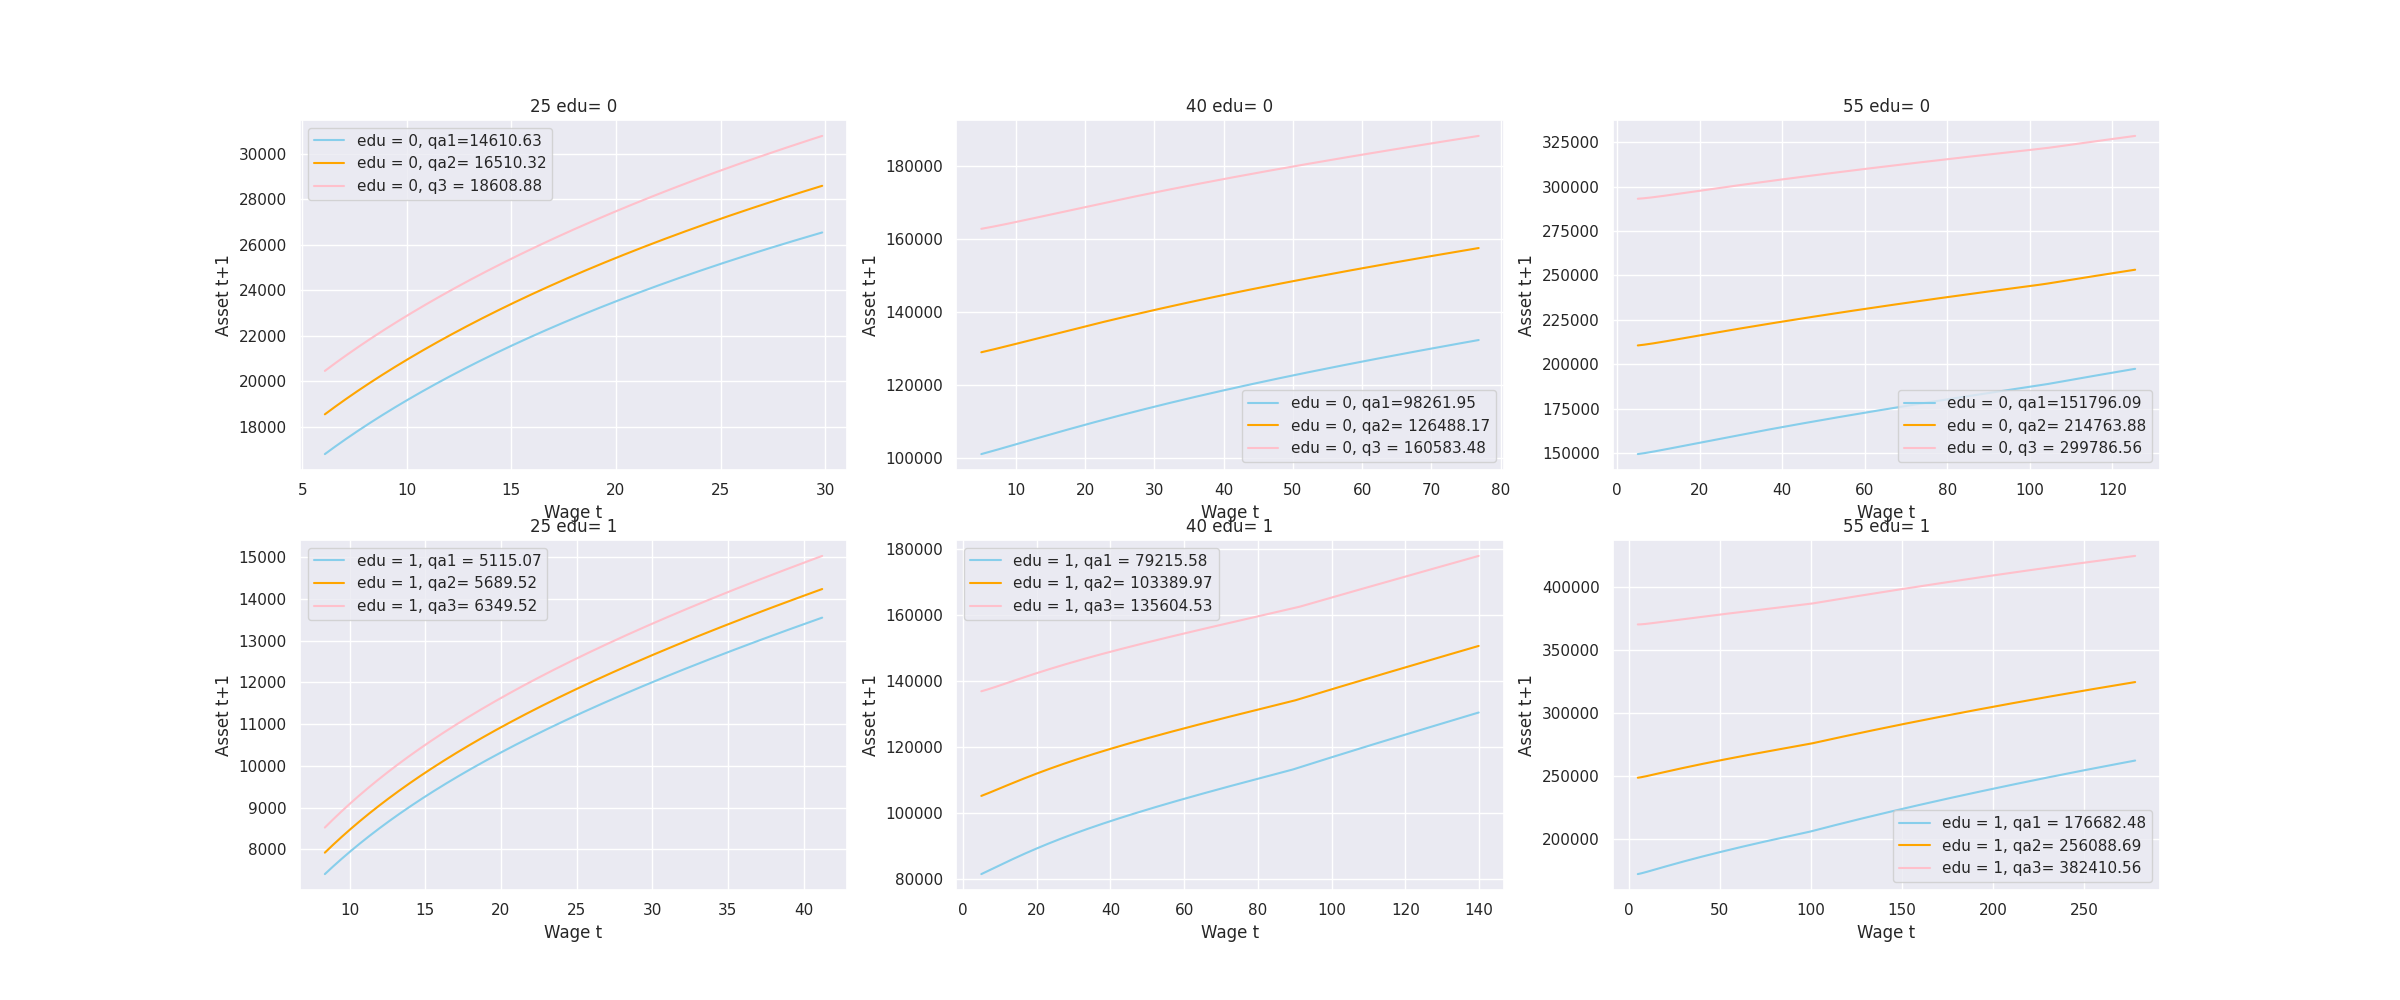 25 edu= 0
edu = 0, qa1=14610.63
edu = 0, qa2= 16510.32
edu = 0, q3 = 18608.88
30000
28000
26000
24000
22000
20000
18000
Asset t+1
5 10 15 20 25 30
Wage t
40 edu= 0
180000
160000
140000
120000
100000
Asset t+1
edu = 0, qa1=98261.95
edu = 0, qa2= 126488.17
edu = 0, q3 = 160583.48
10 20 30 40 50 60 70 80
Wage t
55 edu= 0
325000
300000
275000
250000
225000
200000
175000
150000
Asset t+1
edu = 0, qa1=151796.09
edu = 0, qa2= 214763.88
edu = 0, q3 = 299786.56
0 20 40 60 80 100 120
Wage t
25 edu= 1
edu = 1, qa1 = 5115.07
edu = 1, qa2= 5689.52
edu = 1, qa3= 6349.52
15000
14000
13000
12000
11000
10000
9000
8000
Asset t+1
10 15 20 25 30 35 40
Wage t
40 edu= 1
edu = 1, qa1 = 79215.58
edu = 1, qa2= 103389.97
edu = 1, qa3= 135604.53
180000
160000
140000
120000
100000
80000
Asset t+1
0 20 40 60 80 100 120 140
Wage t
55 edu= 1
400000
350000
300000
250000
200000
Asset t+1
edu = 1, qa1 = 176682.48
edu = 1, qa2= 256088.69
edu = 1, qa3= 382410.56
0 50 100 150 200 250
Wage t